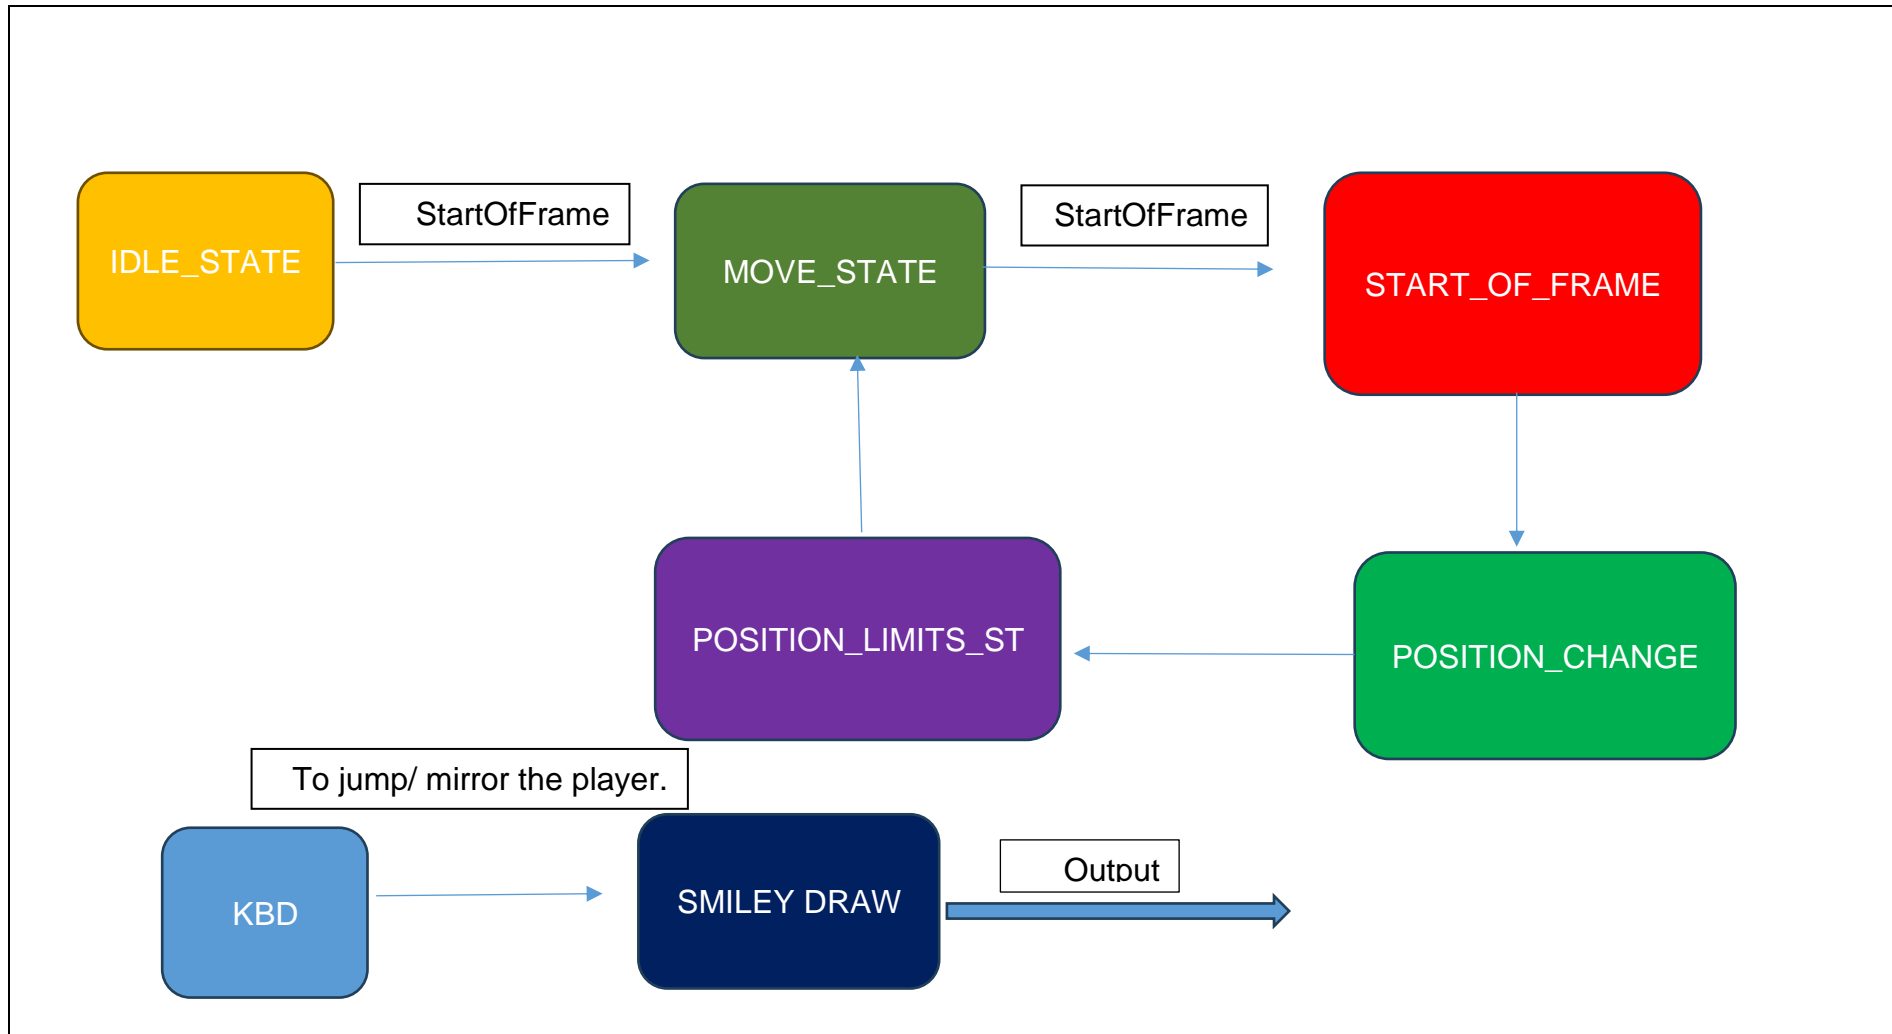 StartOfFrame
StartOfFrame
IDLE_STATE
MOVE_STATE
START_OF_FRAME
POSITION_LIMITS_ST
POSITION_CHANGE
To jump/ mirror the player.
Output
KBD
SMILEY DRAW